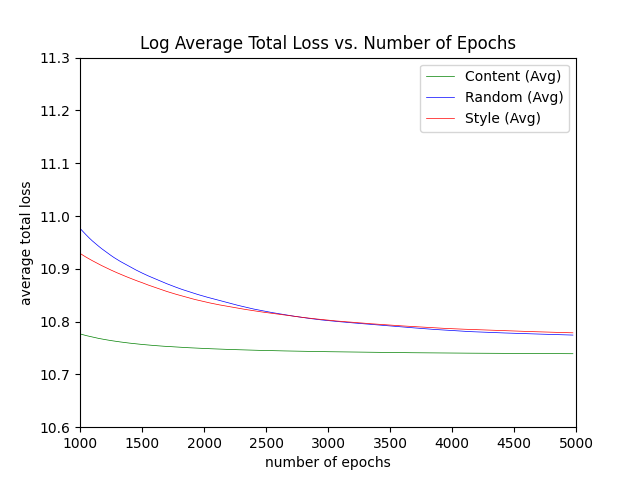 Log Average Total Loss vs. Number of Epochs
11.3
11.2
11.1
11.0
10.9
10.8
10.7
10.6
average total loss
Content (Avg)
Random (Avg)
Style (Avg)
1000 1500 2000 2500 3000 3500 4000 4500 5000
number of epochs